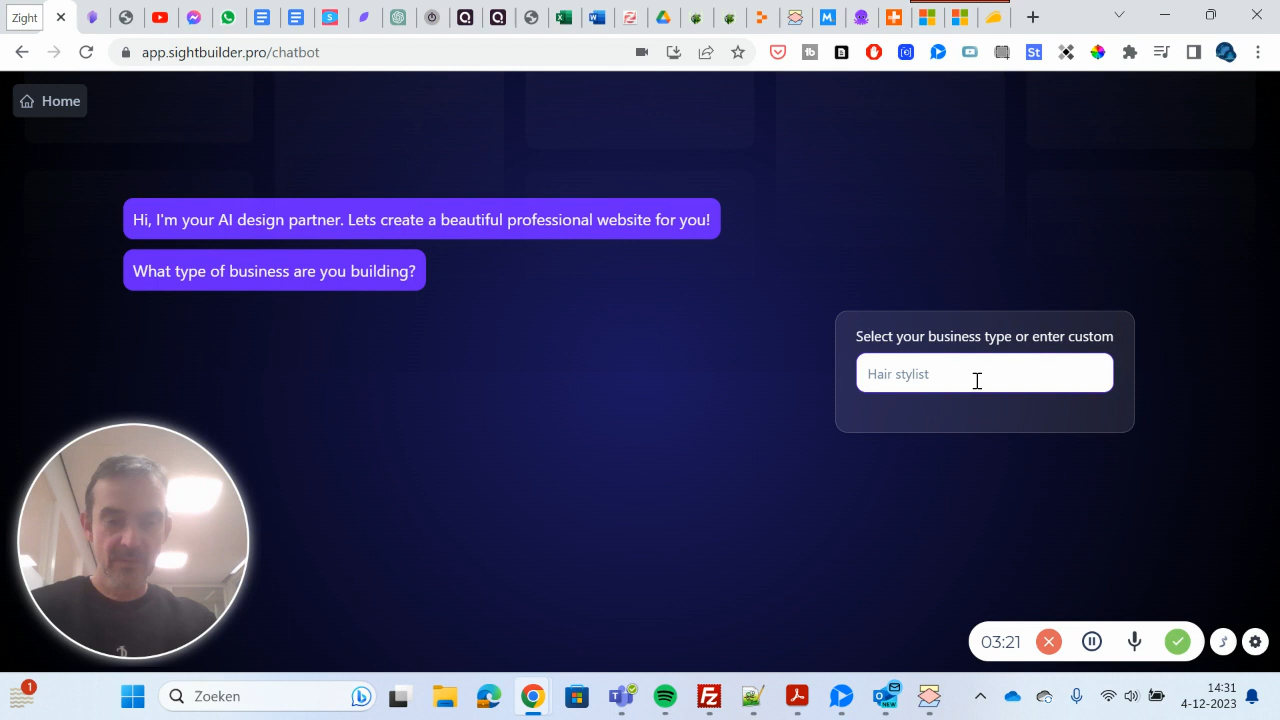 Zight
app.sightbuilder.pro/chatbot
Home
Hi, I'm your AI design partner. Lets create a beautiful professional website for you!
What type of business are you building?
Select your business type or enter custom
Hair stylist
03:21
1
Zoeken
NEW
14:31
4-12-2023